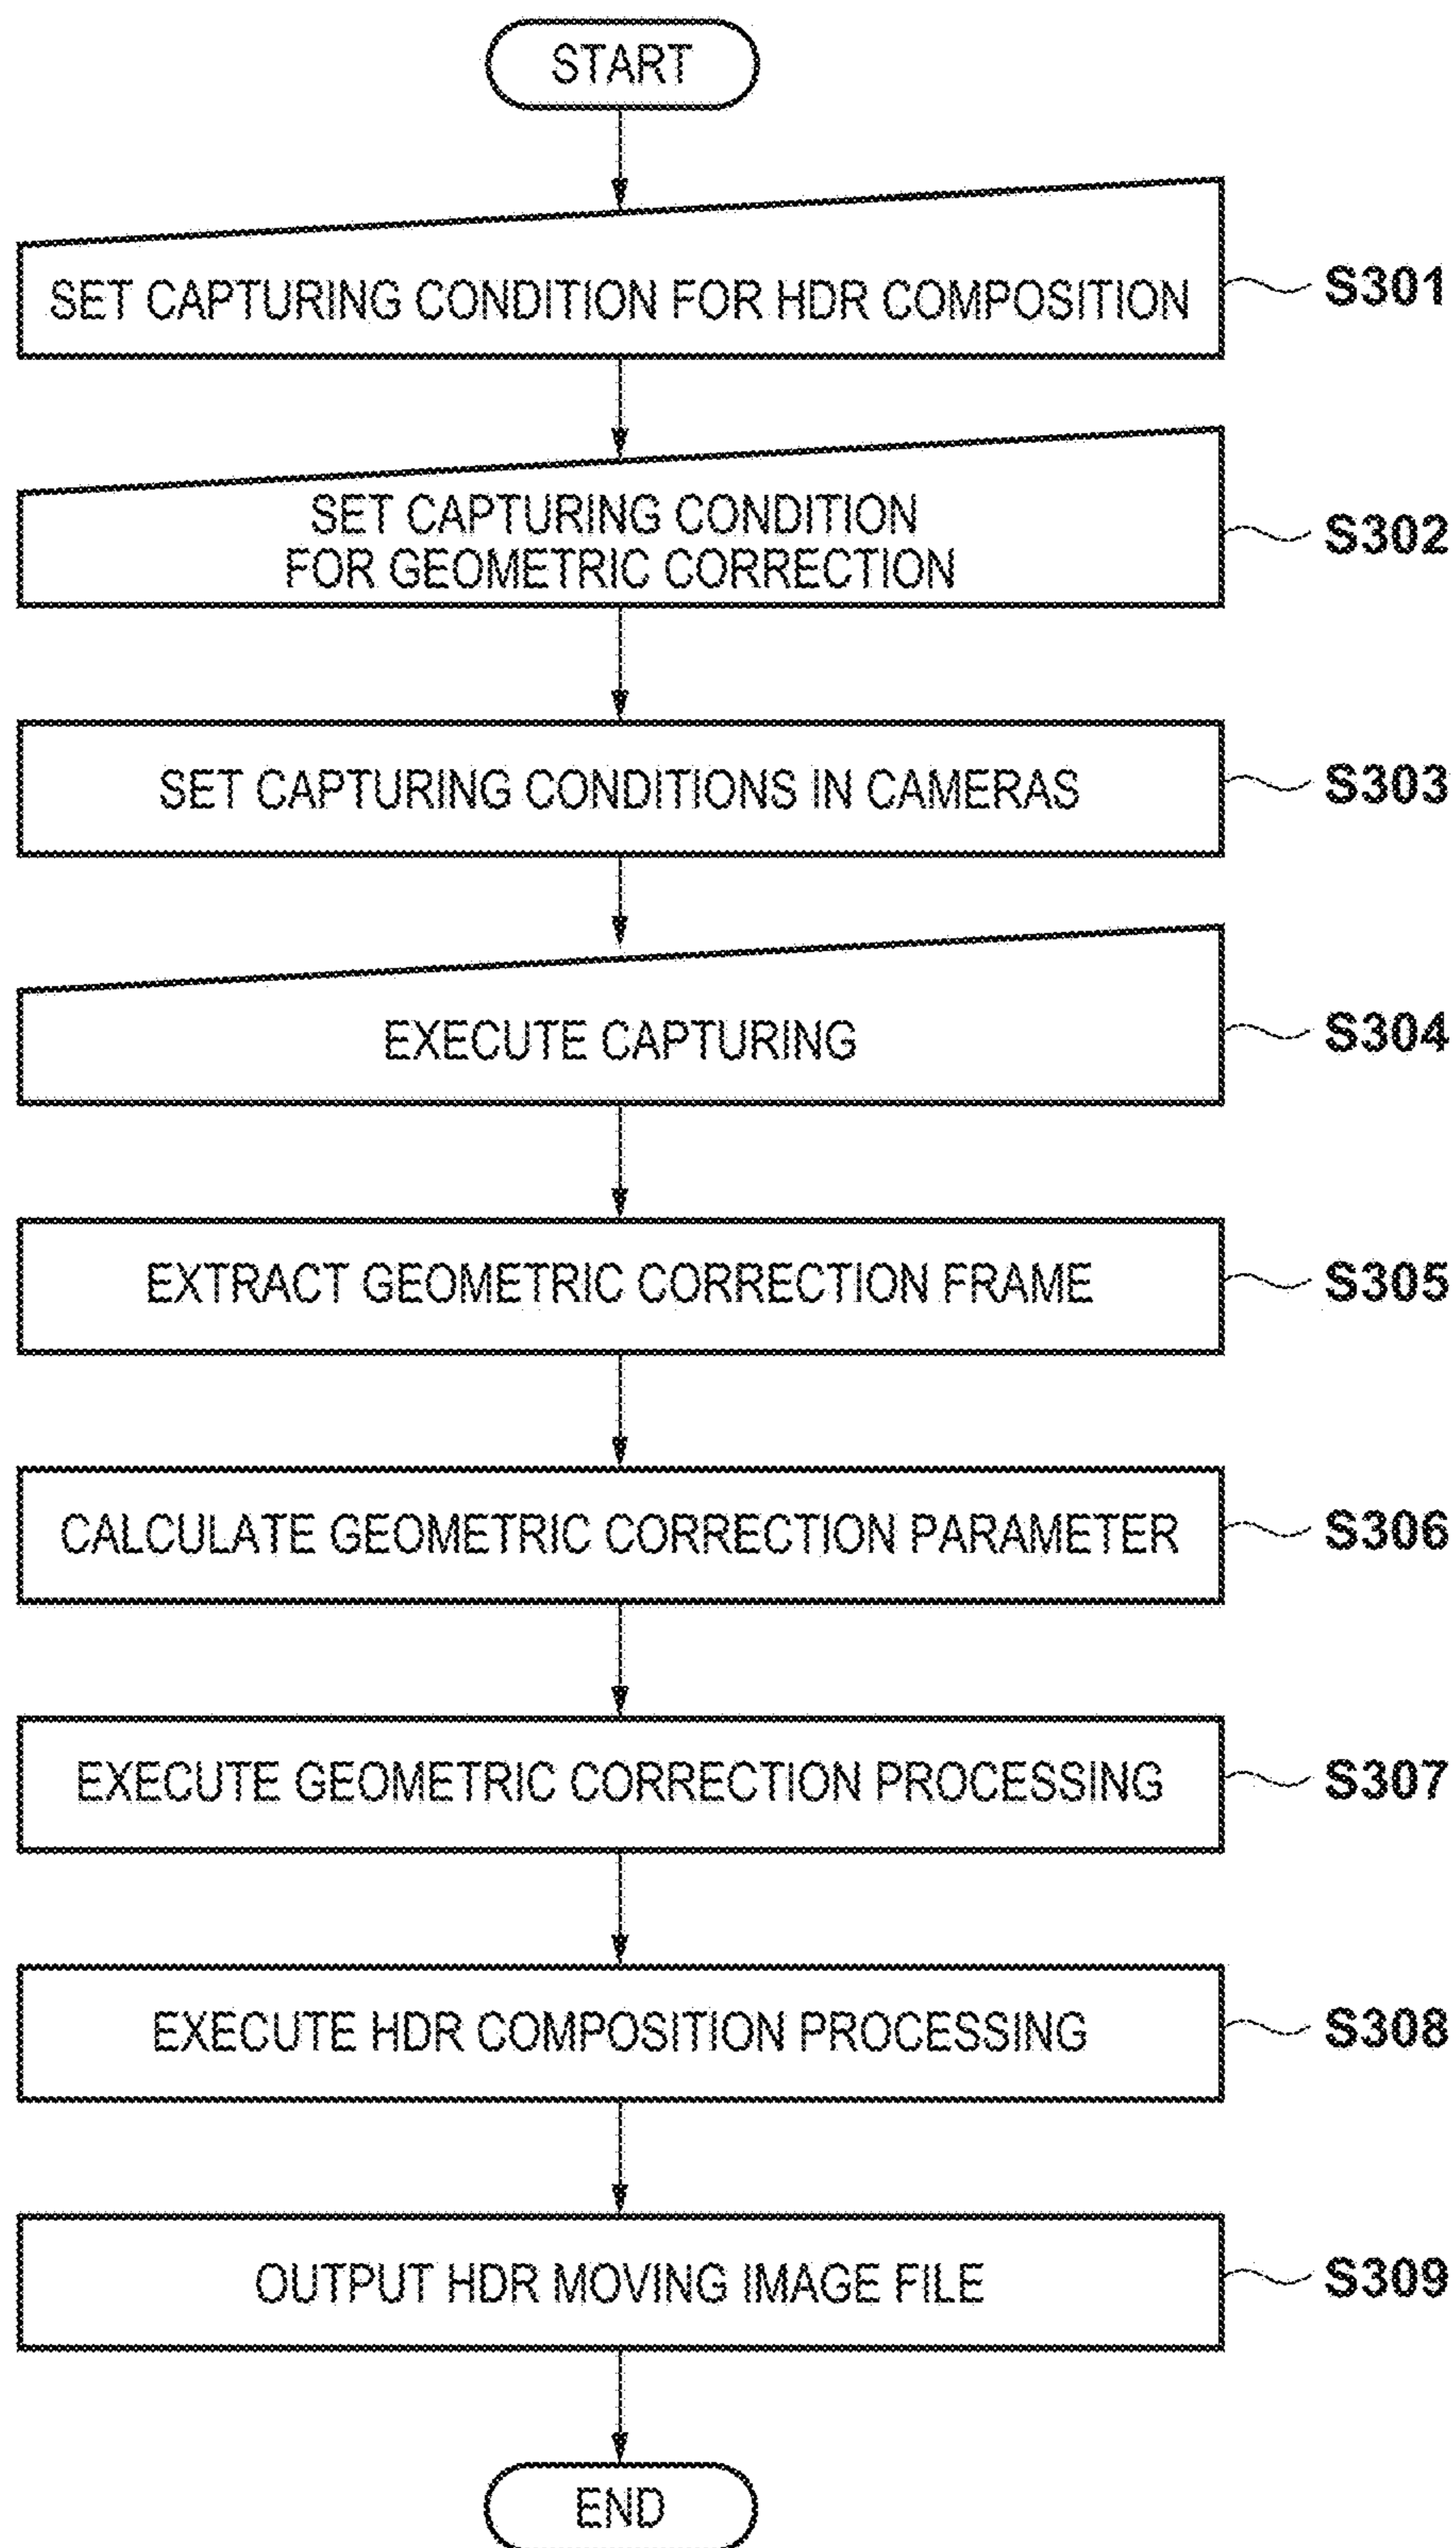 START
SET CAPTURING CONDITION FOR HDR COMPOSITION
S301
SET CAPTURING CONDITION
FOR GEOMETRIC CORRECTION
S302
SET CAPTURING CONDITIONS IN CAMERAS
S303
EXECUTE CAPTURING
S304
EXTRACT GEOMETRIC CORRECTION FRAME
S305
CALCULATE GEOMETRIC CORRECTION PARAMETER
S306
EXECUTE GEOMETRIC CORRECTION PROCESSING
S307
EXECUTE HDR COMPOSITION PROCESSING
S308
OUTPUT HDR MOVING IMAGE FILE
S309
END